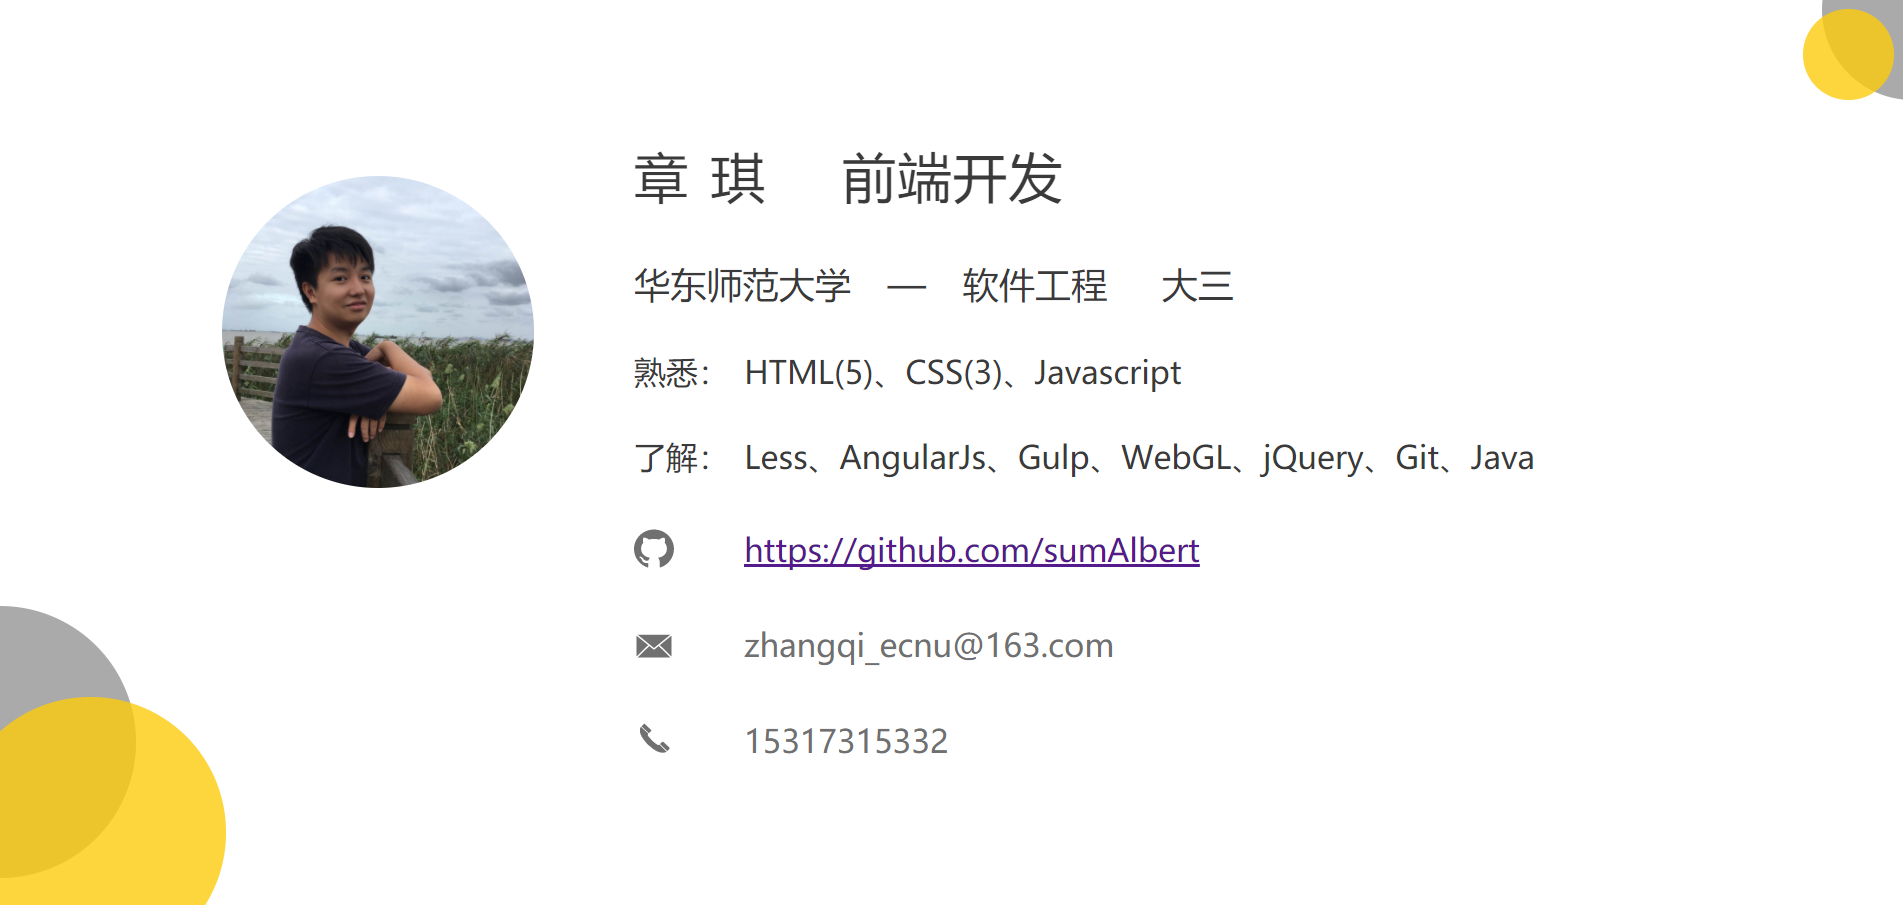 章 琪 前端开发
华东师范大学 — 软件工程 大三
熟悉： HTML(5)、CSS(3)、Javascript
了解： Less、AngularJs、Gulp、WebGL、jQuery、Git、Java
https://github.com/sumAlbert
zhangqi_ecnu@163.com
15317315332